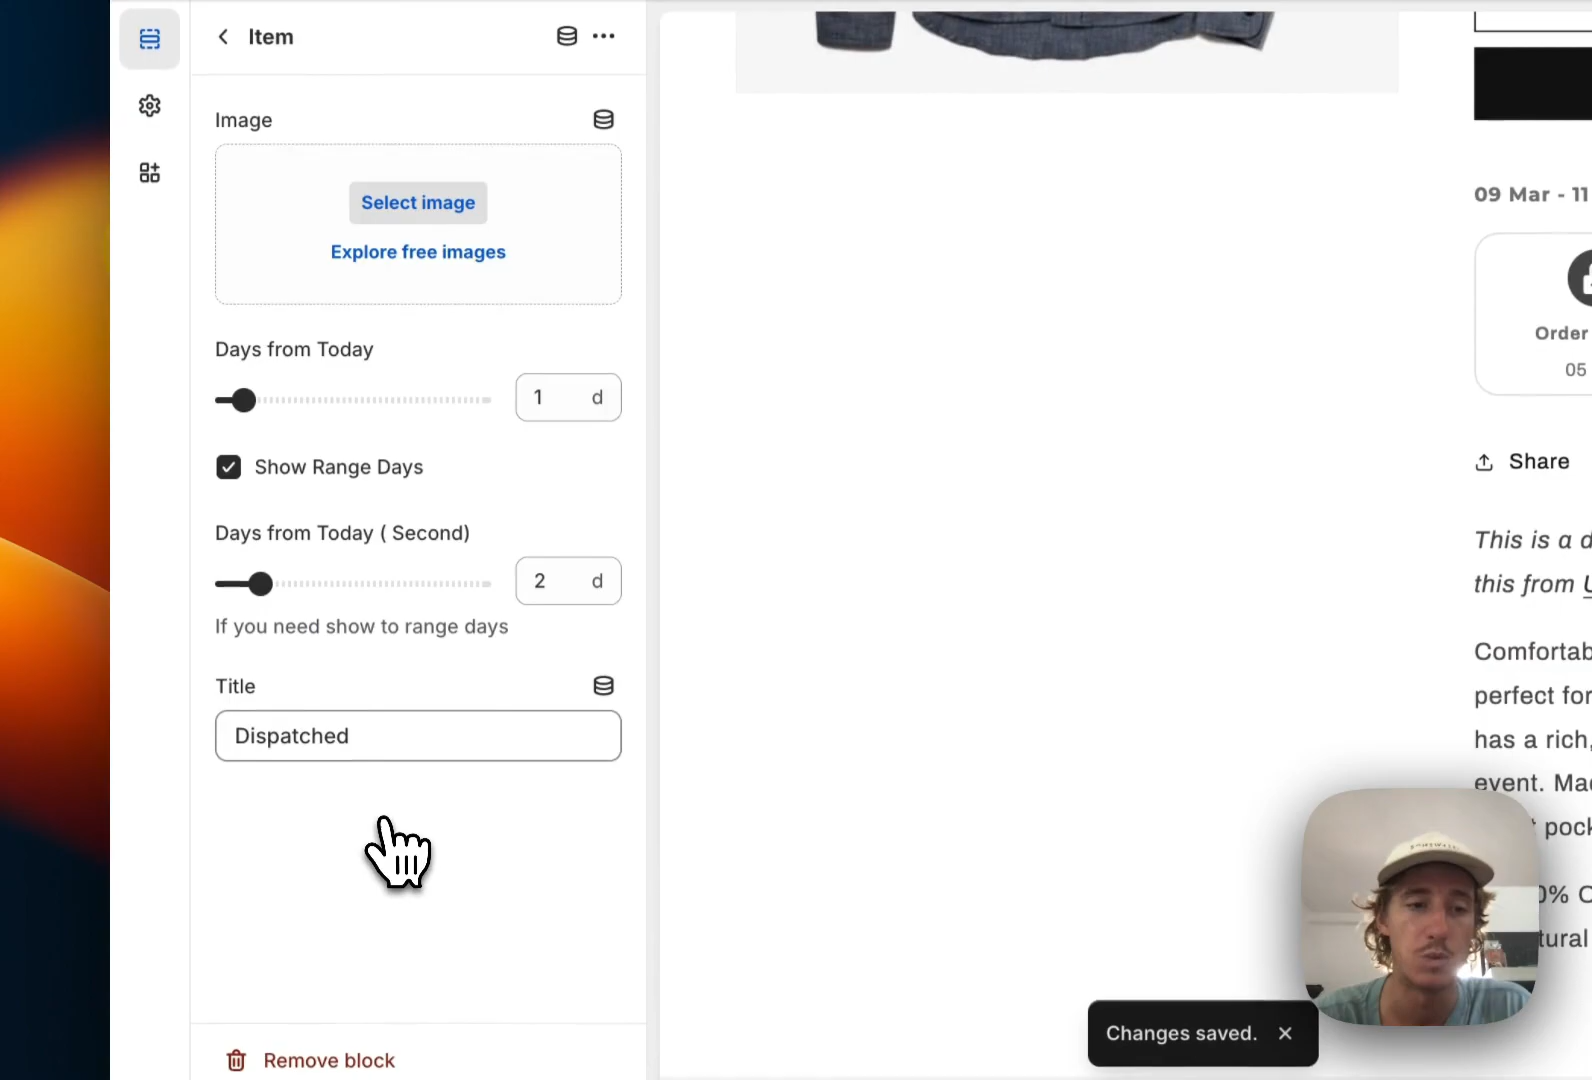 Item
Image
Select image
Explore free images
Days from Today
1 d
Show Range Days
Days from Today ( Second)
2 d
If you need show to range days
Title
Dispatched
Remove block
09 Mar - 11
Order
05
Share
This is a d
this from
Comfortab
perfect for
has a rich,
event. Mad
pock
0% C
tural
Changes saved.